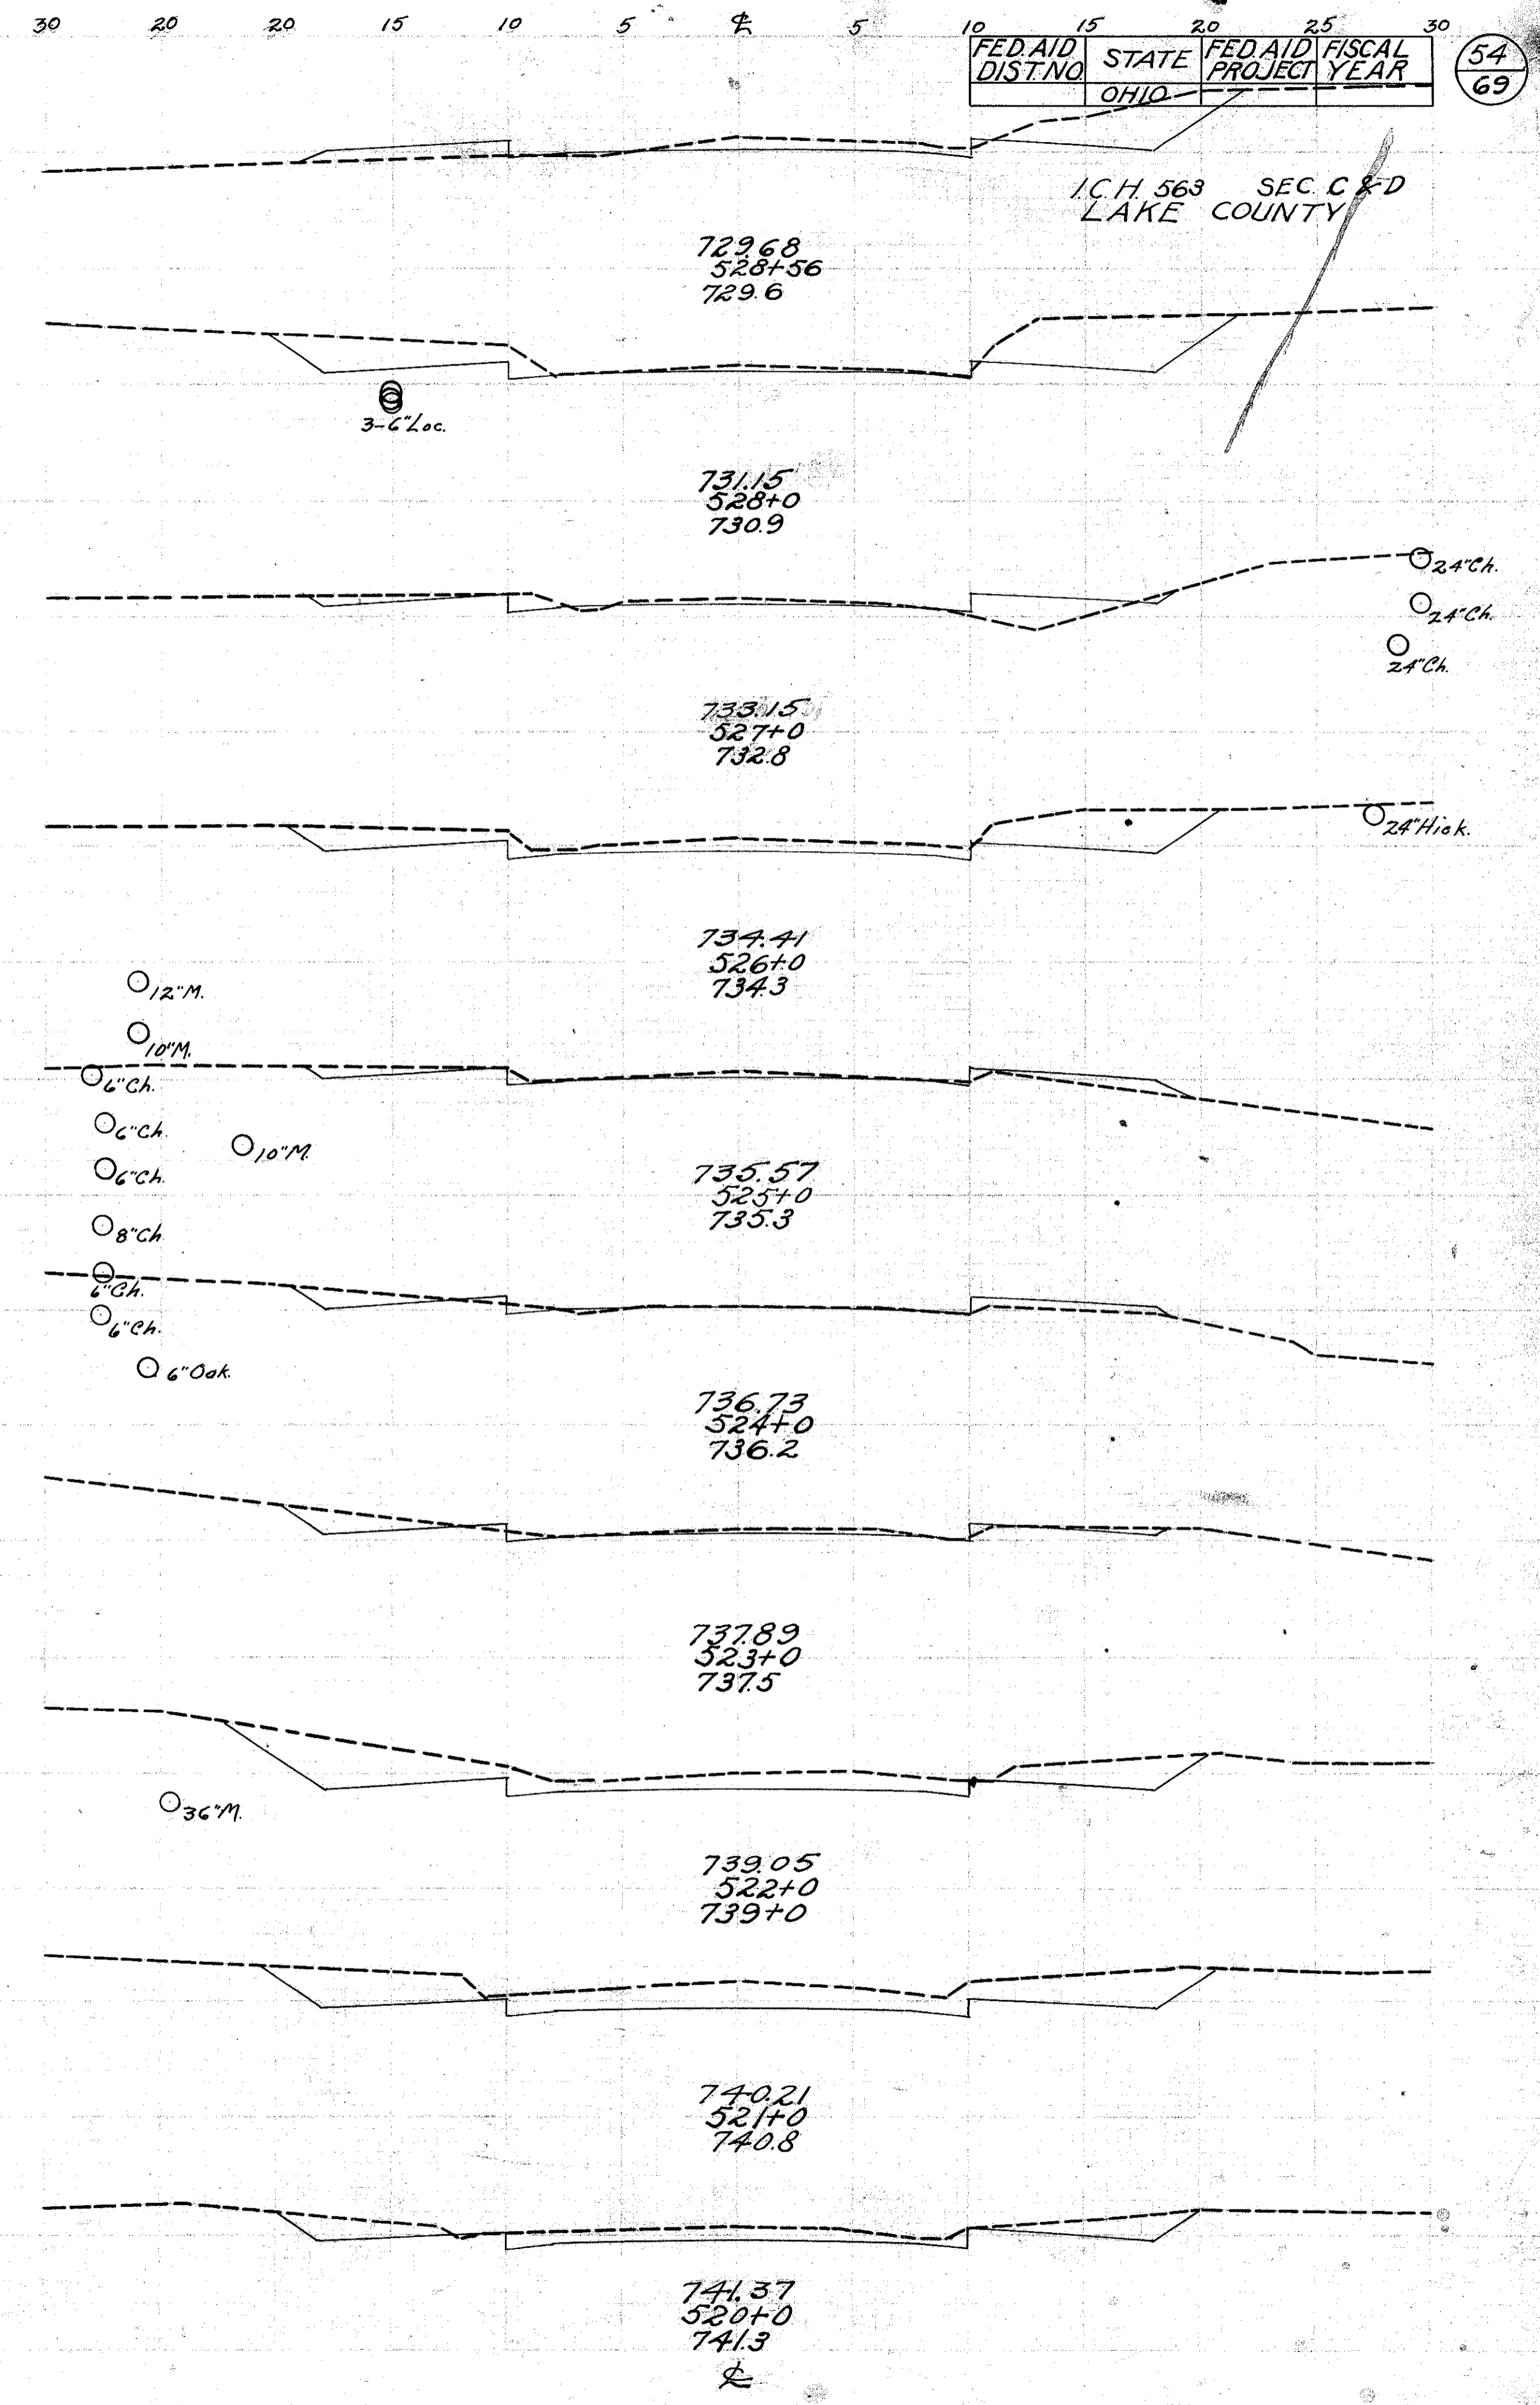 30 20 20 15 10 5 ℄ 5 10 15 20 25 30
FED. AID DIST. NO. STATE FED. AID PROJECT FISCAL YEAR
OHIO
54
69
I.C.H. 563 SEC. C & D
LAKE COUNTY
729.68
528+56
729.6
3-6"Loc.
731.15
528+0
730.9
24"Ch.
24"Ch.
24"Ch.
733.15
527+0
732.8
24"Hick.
734.41
526+0
734.3
12"M.
10"M.
6"Ch.
6"Ch.
10"M.
6"Ch.
735.57
525+0
735.3
8"Ch.
6"Ch.
6"Ch.
6"Oak.
736.73
524+0
736.2
737.89
523+0
737.5
36"M.
739.05
522+0
739+0
740.21
521+0
740.8
741.37
520+0
741.3
℄